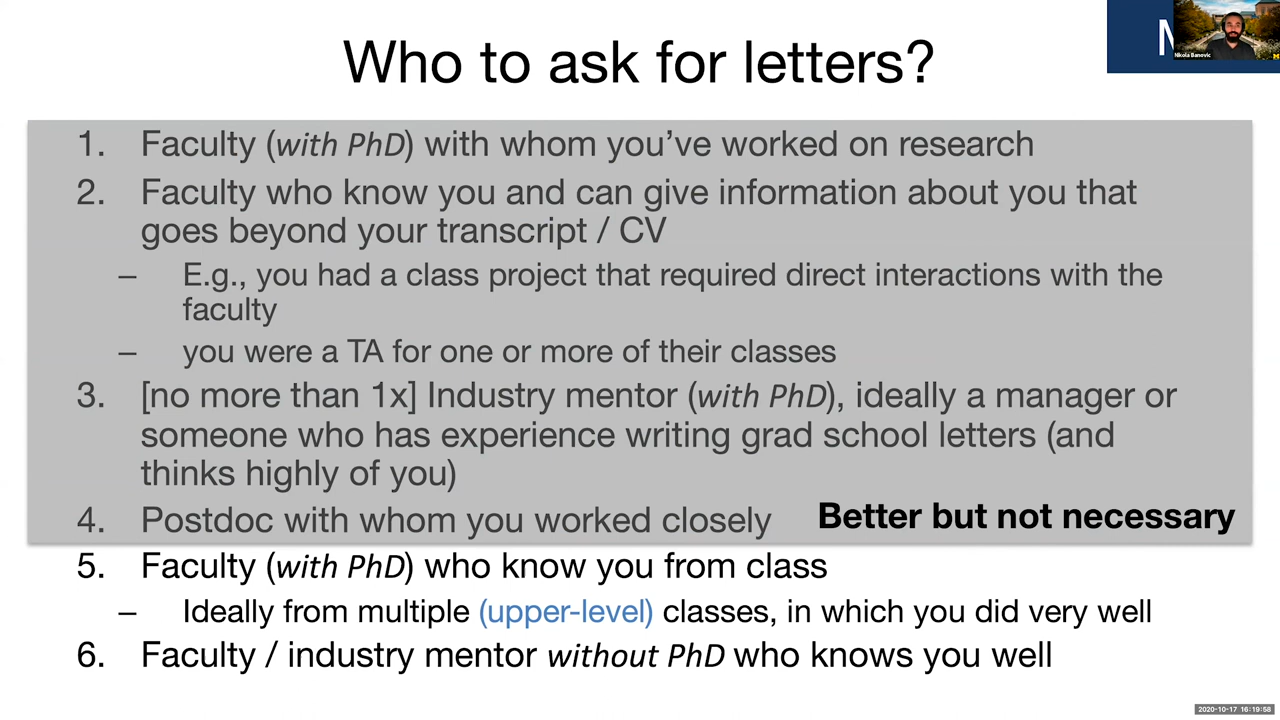 Who to ask for letters?
M
Nikola Banovic
1. Faculty (with PhD) with whom you’ve worked on research
2. Faculty who know you and can give information about you that
goes beyond your transcript / CV
– E.g., you had a class project that required direct interactions with the
faculty
– you were a TA for one or more of their classes
3. [no more than 1x] Industry mentor (with PhD), ideally a manager or
someone who has experience writing grad school letters (and
thinks highly of you)
4. Postdoc with whom you worked closely
Better but not necessary
5. Faculty (with PhD) who know you from class
– Ideally from multiple (upper-level) classes, in which you did very well
6. Faculty / industry mentor without PhD who knows you well
2020-10-17 16:19:58